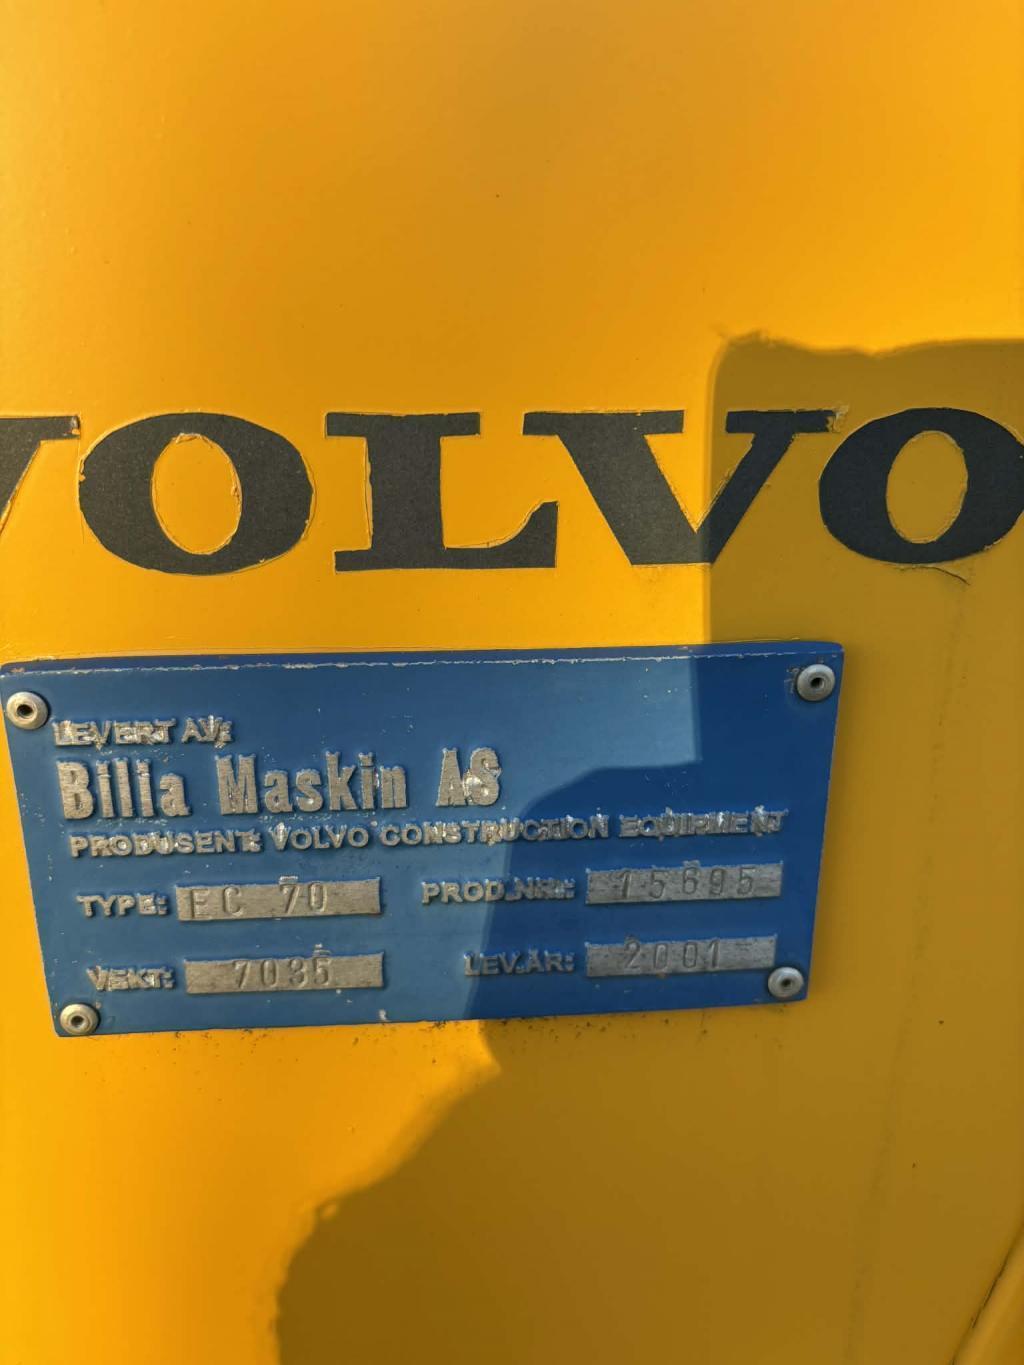 VOLVO
LEVERT AV:
Bilia Maskin AS
PRODUSENT: VOLVO CONSTRUCTION EQUIPMENT
TYPE: EC 70 PROD.NR.: 15695
VEKT: 7035 LEV.ÅR: 2001